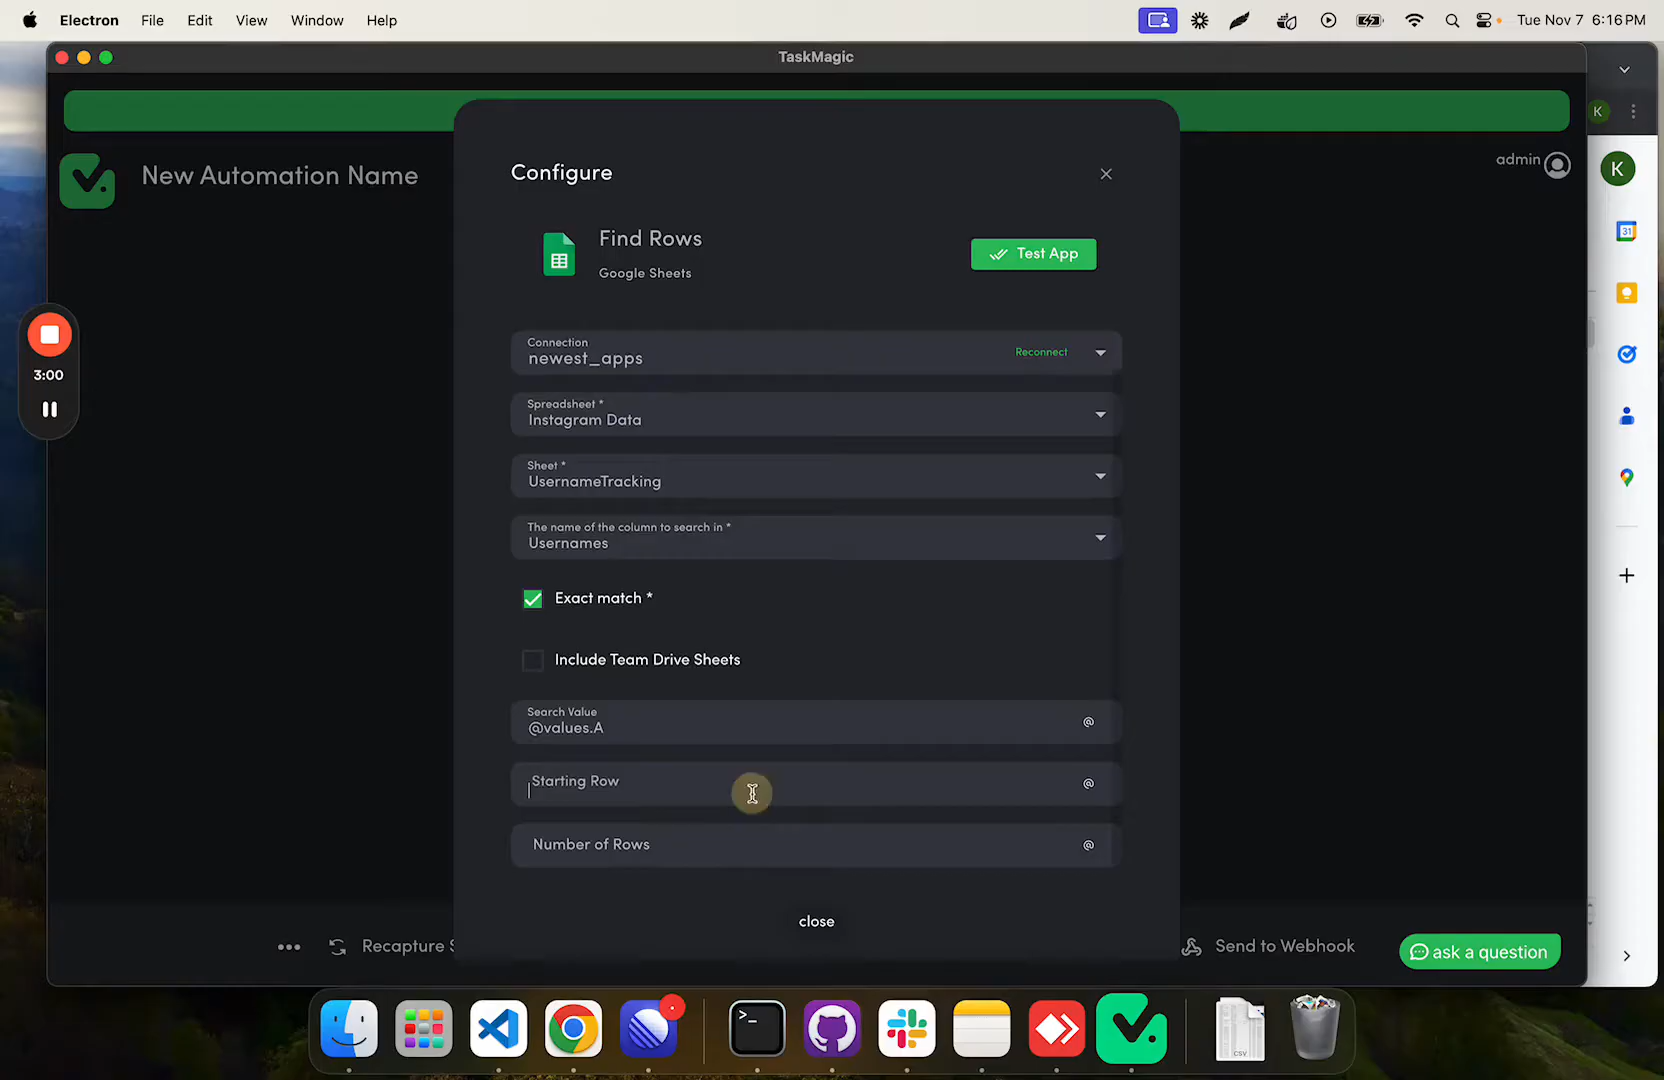 Electron File Edit View Window Help Tue Nov 7 6:16 PM
TaskMagic
New Automation Name
admin
K
K
31
Configure
Find Rows
Google Sheets
Test App
3:00
Connection
newest_apps
Reconnect
Spreadsheet *
Instagram Data
Sheet *
UsernameTracking
The name of the column to search in *
Usernames
Exact match *
Include Team Drive Sheets
Search Value
@values.A
@
Starting Row
@
Number of Rows
@
close
Recapture
Send to Webhook
ask a question
>_
CSV